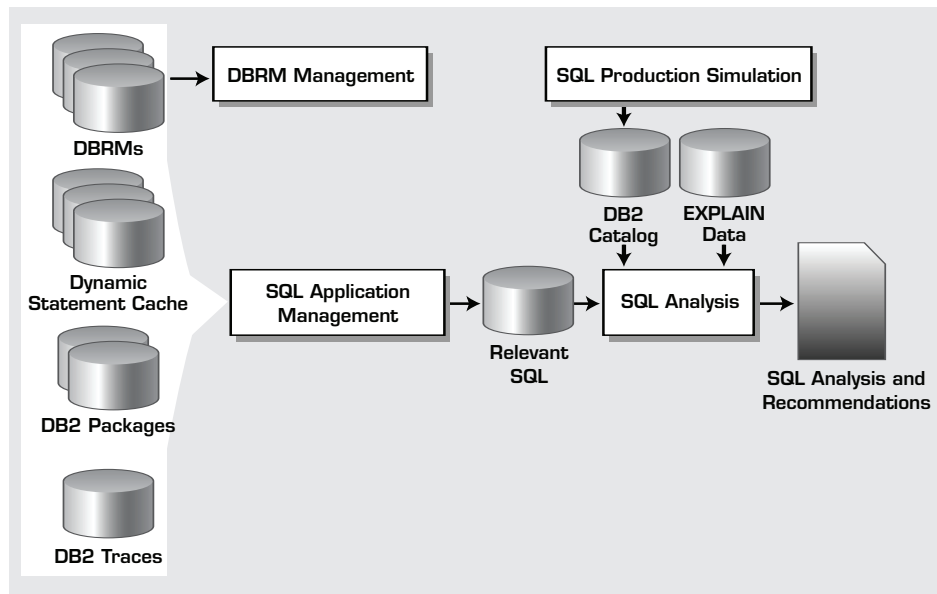 DBRMs
DBRM Management
SQL Production Simulation
DB2
Catalog
EXPLAIN
Data
Dynamic
Statement Cache
SQL Application
Management
Relevant
SQL
SQL Analysis
SQL Analysis and
Recommendations
DB2 Packages
DB2 Traces